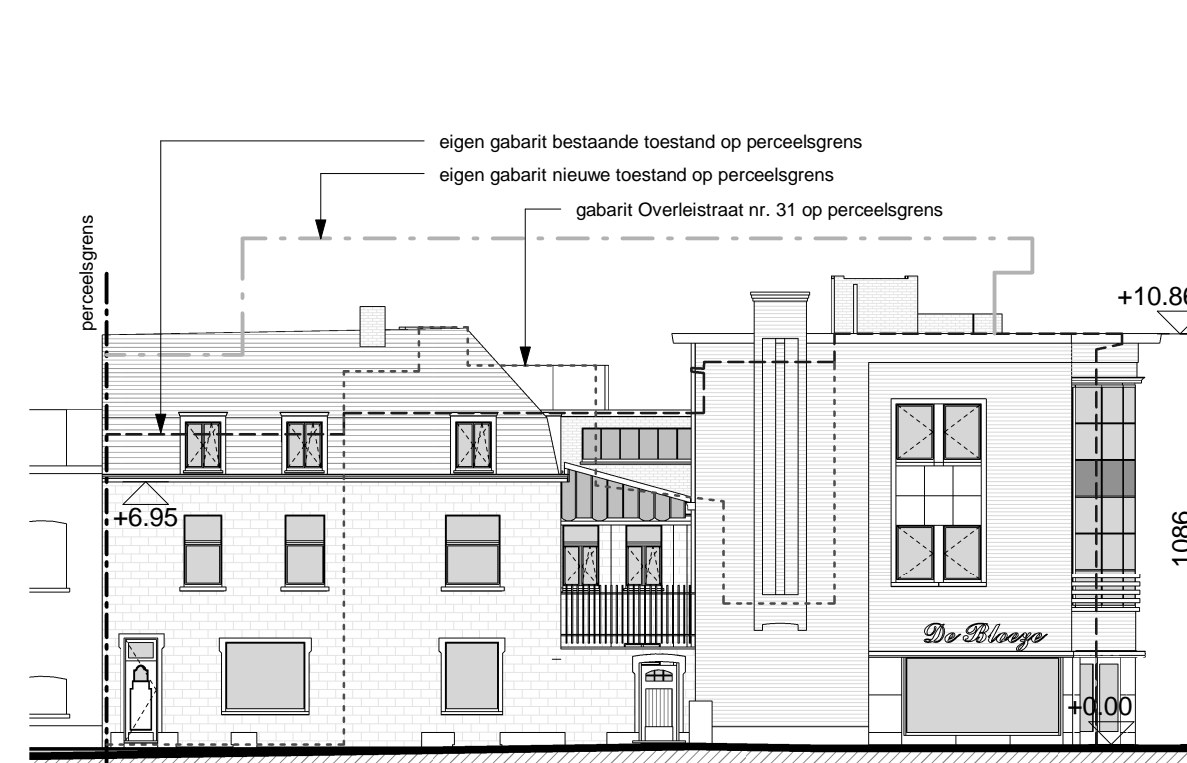 eigen gabarit bestaande toestand op perceelsgrens
eigen gabarit nieuwe toestand op perceelsgrens
gabarit Overleistraat nr. 31 op perceelsgrens
perceelsgrens
+10.86
+6.95
1086
De Bloeze
+0.00